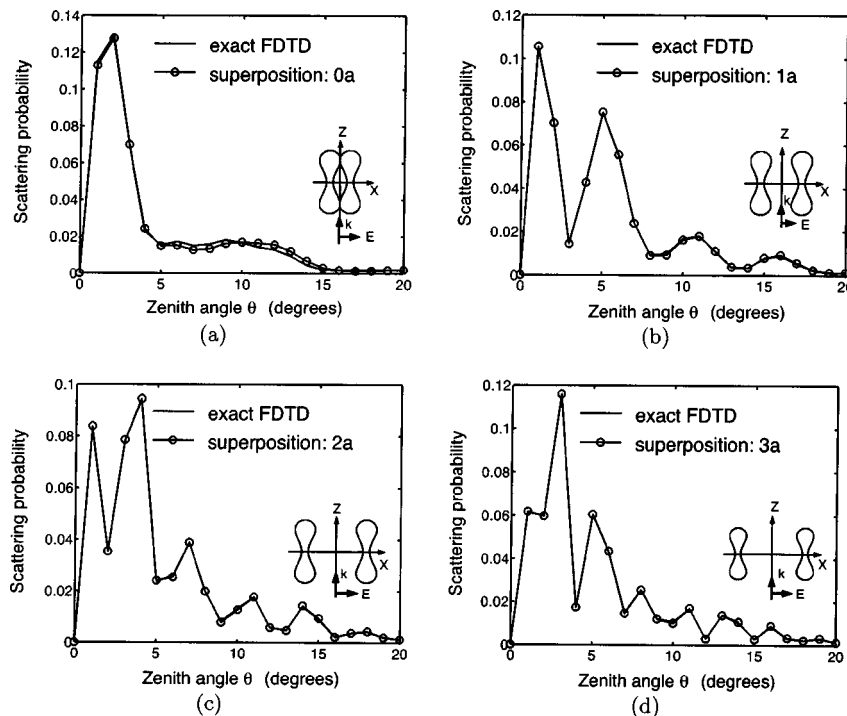 0.14
0.12
0.10
0.08
0.06
0.04
0.02
0
0 5 10 15 20
Scattering probability
exact FDTD
superposition: 0a
Z
X
k
E
Zenith angle θ (degrees)
(a)
0.12
0.1
0.08
0.06
0.04
0.02
0
0 5 10 15 20
Scattering probability
exact FDTD
superposition: 1a
Z
X
k
E
Zenith angle θ (degrees)
(b)
0.1
0.08
0.06
0.04
0.02
0
0 5 10 15 20
Scattering probability
exact FDTD
superposition: 2a
Z
X
k
E
Zenith angle θ (degrees)
(c)
0.12
0.1
0.08
0.06
0.04
0.02
0
0 5 10 15 20
Scattering probability
exact FDTD
superposition: 3a
Z
X
k
E
Zenith angle θ (degrees)
(d)